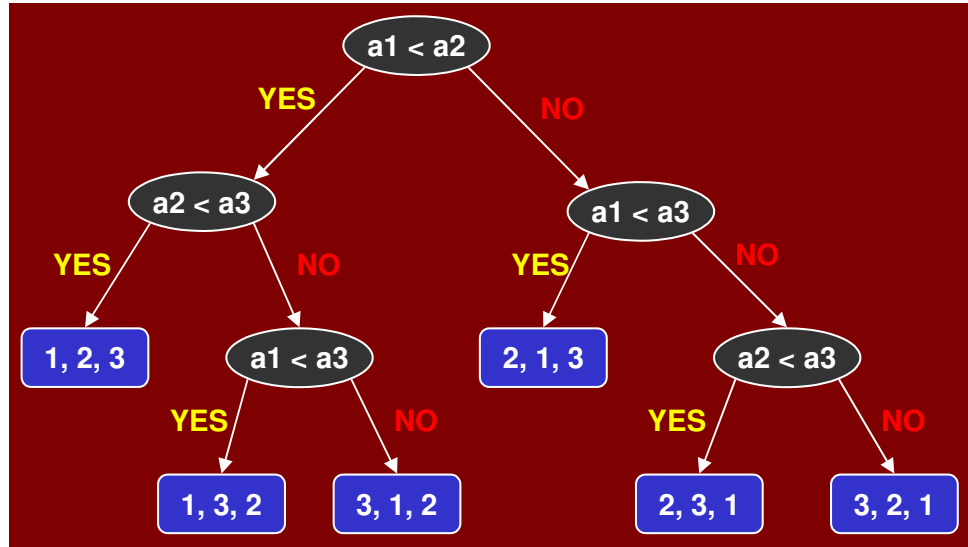 a1 < a2
YES
NO
a2 < a3
a1 < a3
YES
NO
YES
NO
1, 2, 3
a1 < a3
2, 1, 3
a2 < a3
YES
NO
YES
NO
1, 3, 2
3, 1, 2
2, 3, 1
3, 2, 1